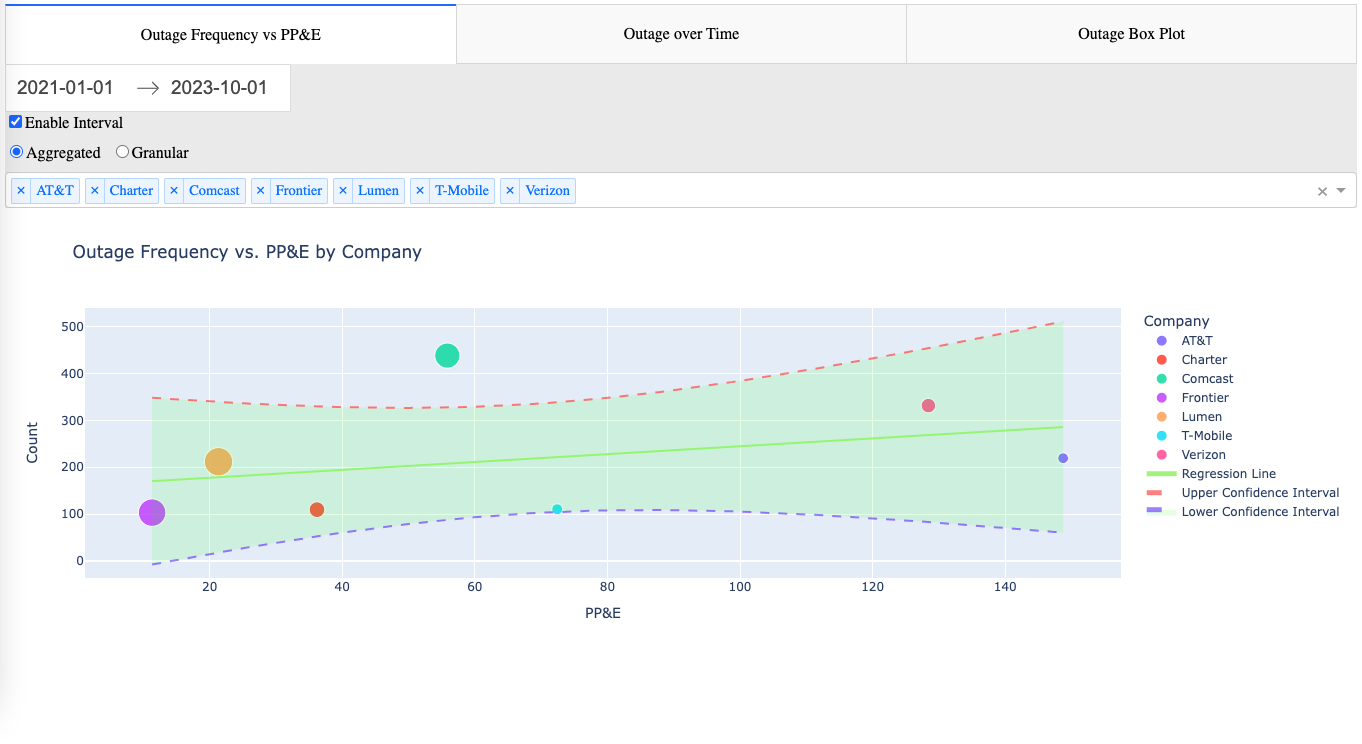 Outage Frequency vs PP&E
Outage over Time
Outage Box Plot
2021-01-01 → 2023-10-01
Enable Interval
Aggregated Granular
× AT&T × Charter × Comcast × Frontier × Lumen × T-Mobile × Verizon ×
Outage Frequency vs. PP&E by Company
Count
500
400
300
200
100
0
20 40 60 80 100 120 140
PP&E
Company
AT&T
Charter
Comcast
Frontier
Lumen
T-Mobile
Verizon
Regression Line
Upper Confidence Interval
Lower Confidence Interval